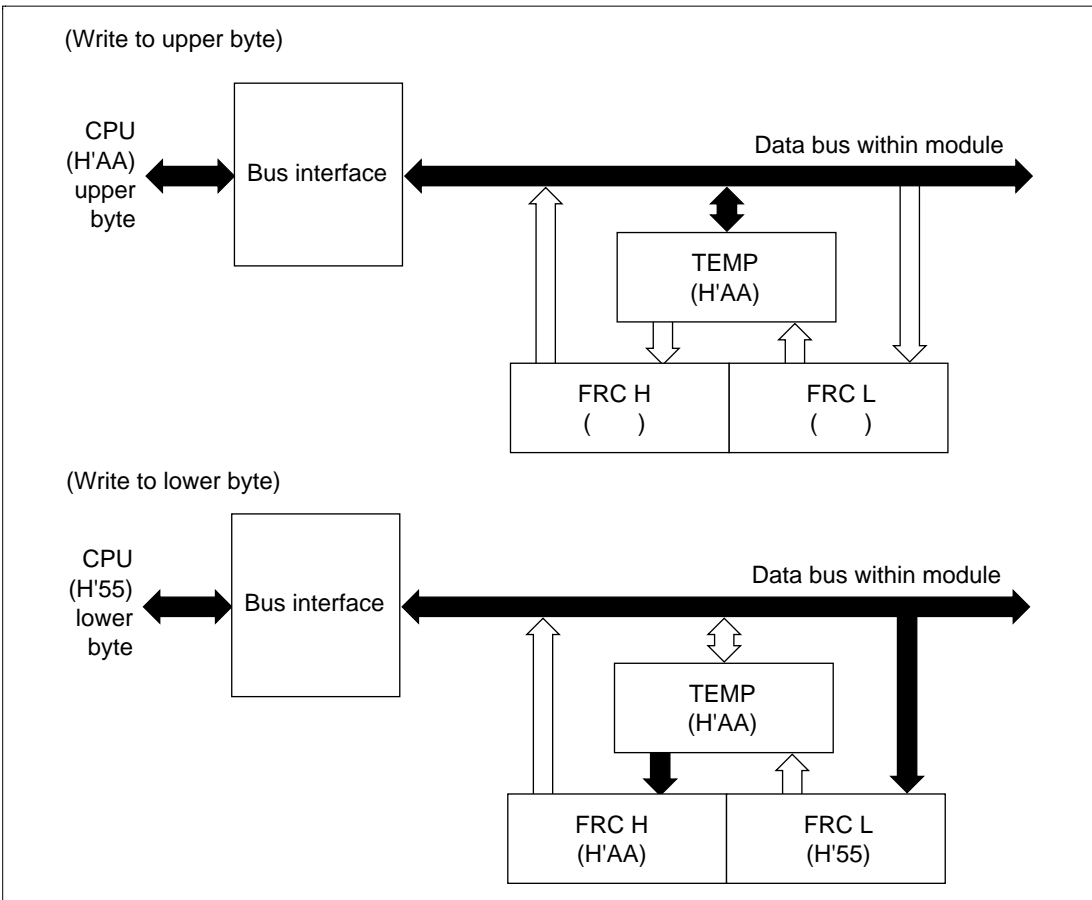 (Write to upper byte)
CPU
(H'AA)
upper
byte
Bus interface
Data bus within module
TEMP
(H'AA)
FRC H
(      )
FRC L
(      )
(Write to lower byte)
CPU
(H'55)
lower
byte
Bus interface
Data bus within module
TEMP
(H'AA)
FRC H
(H'AA)
FRC L
(H'55)